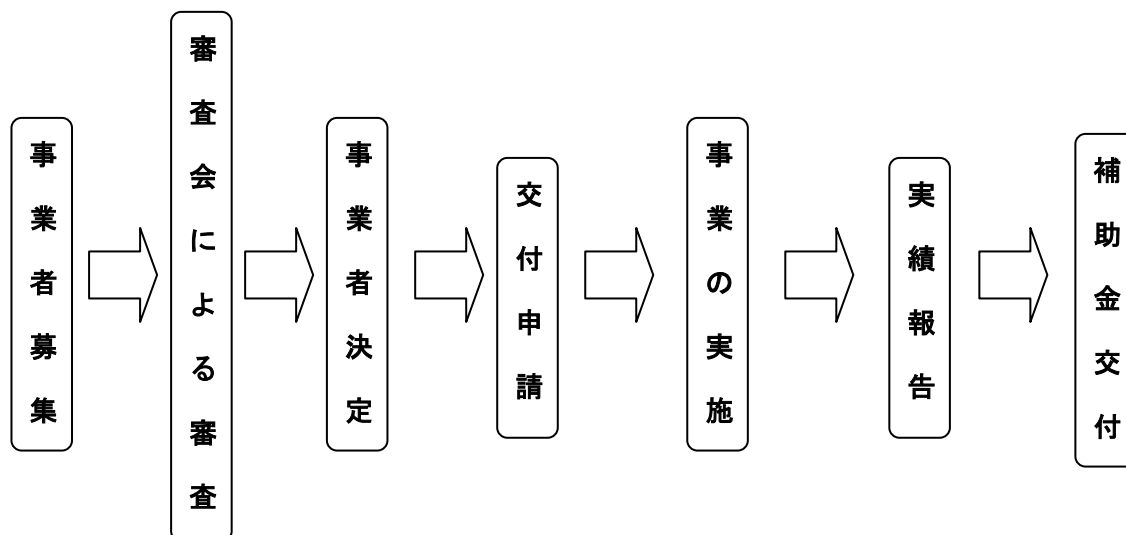 事業者募集
審査会による審査
事業者決定
交付申請
事業の実施
実績報告
補助金交付